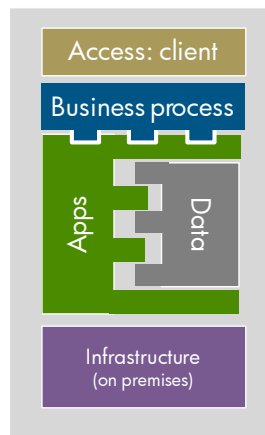 Access: client
Business process
Apps
Data
Infrastructure
(on premises)